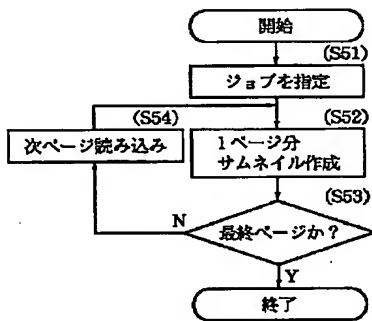 開始
(S51)
ジョブを指定
(S54)
(S52)
次ページ読み込み
1ページ分
サムネイル作成
(S53)
N
最終ページか?
Y
終了